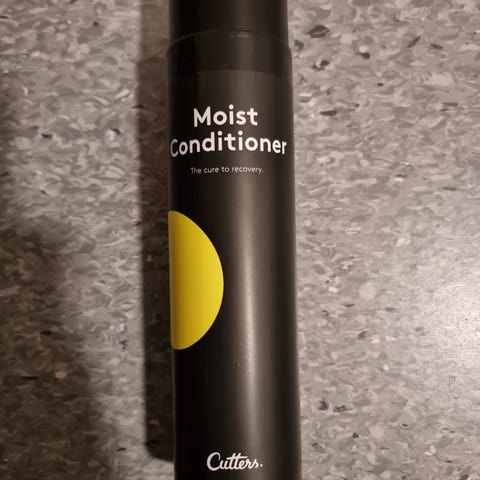 Moist
Conditioner
The cure to recovery.
Cutters.